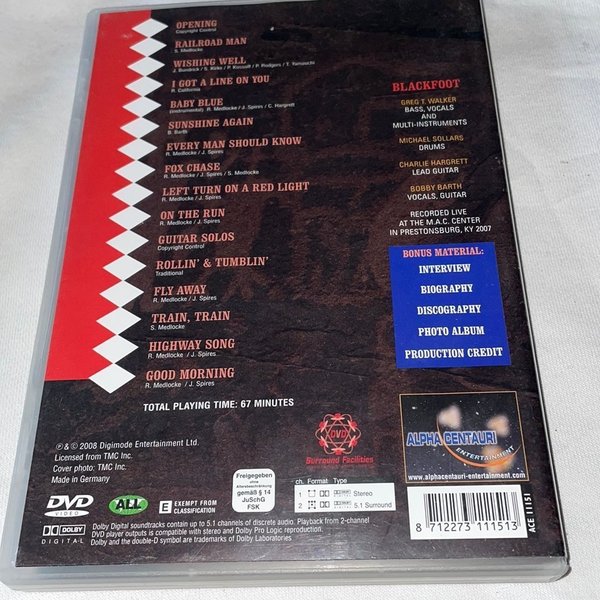 OPENING
Copyright Control
RAILROAD MAN
S. Medlocke
WISHING WELL
J. Bundrick / S. Kirke / P. Kossoff / P. Rodgers / T. Yamauchi
I GOT A LINE ON YOU
R. California
BABY BLUE
(instrumental) R. Medlocke / J. Spires / C. Hargrett
SUNSHINE AGAIN
B. Barth
EVERY MAN SHOULD KNOW
R. Medlocke / J. Spires
FOX CHASE
R. Medlocke / J. Spires / S. Medlocke
LEFT TURN ON A RED LIGHT
R. Medlocke / J. Spires
ON THE RUN
R. Medlocke / J. Spires
GUITAR SOLOS
Copyright Control
ROLLIN' & TUMBLIN'
Traditional
FLY AWAY
R. Medlocke / J. Spires
TRAIN, TRAIN
S. Medlocke
HIGHWAY SONG
R. Medlocke / J. Spires
GOOD MORNING
R. Medlocke / J. Spires
TOTAL PLAYING TIME: 67 MINUTES
BLACKFOOT
GREG T. WALKER
BASS, VOCALS
AND
MULTI-INSTRUMENTS
MICHAEL SOLLARS
DRUMS
CHARLIE HARGRETT
LEAD GUITAR
BOBBY BARTH
VOCALS, GUITAR
RECORDED LIVE
AT THE M.A.C. CENTER
IN PRESTONSBURG, KY 2007
BONUS MATERIAL:
INTERVIEW
BIOGRAPHY
DISCOGRAPHY
PHOTO ALBUM
PRODUCTION CREDIT
ALPHA CENTAURI
ENTERTAINMENT
www.alphacentauri-entertainment.com
℗ & © 2008 Digimode Entertainment Ltd.
Licensed from TMC Inc.
Cover photo: TMC Inc.
Made in Germany
DVD
Surround Facilities
DVD
VIDEO
ALL
E EXEMPT FROM
CLASSIFICATION
Freigegeben
ohne
Altersbeschränkung
gemäß § 14
JuSchG
FSK
ch. Format Type
1 Stereo
2 5.1 Surround
DOLBY
DIGITAL
Dolby Digital soundtracks contain up to 5.1 channels of discrete audio. Playback from 2-channel
DVD player outputs is compatible with stereo and Dolby Pro Logic reproduction.
Dolby and the double-D symbol are trademarks of Dolby Laboratories
8 712273 111513
ACE 11151